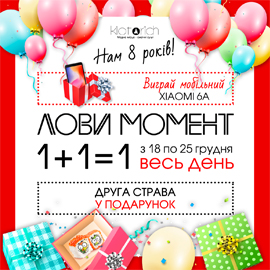 Нам 8 років!
Виграй мобільний
XIAOMI 6A
ЛОВИ МОМЕНТ
1+1=1
з 18 по 25 грудня
весь день
ДРУГА СТРАВА
У ПОДАРУНОК